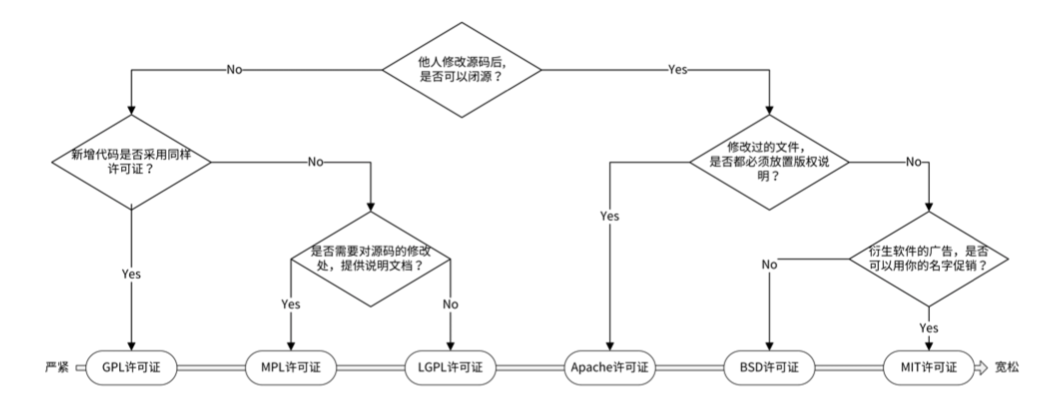 他人修改源码后,
是否可以闭源？
No
Yes
新增代码是否采用同样
许可证？
No
修改过的文件，
是否都必须放置版权说
明？
No
Yes
是否需要对源码的修改
处，提供说明文档？
衍生软件的广告，是否
可以用你的名字促销？
Yes
No
Yes
No
Yes
严紧
GPL许可证
MPL许可证
LGPL许可证
Apache许可证
BSD许可证
MIT许可证
宽松